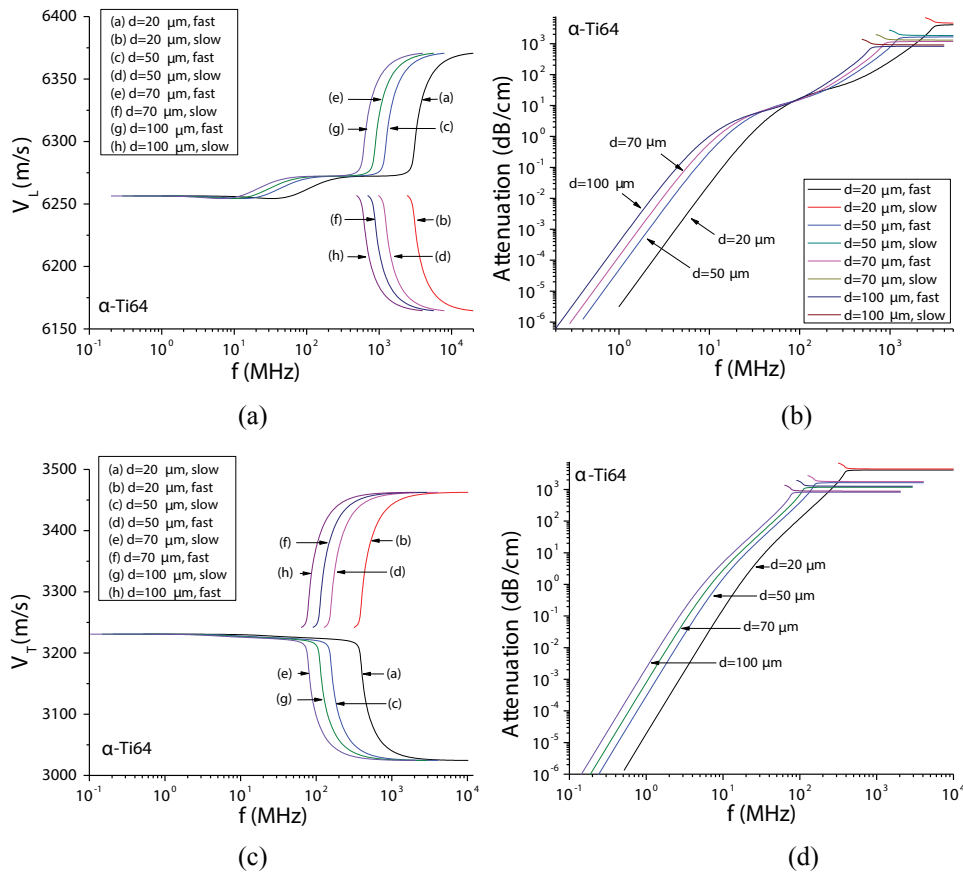 (a) d=20 μm, fast
(b) d=20 μm, slow
(c) d=50 μm, fast
(d) d=50 μm, slow
(e) d=70 μm, fast
(f) d=70 μm, slow
(g) d=100 μm, fast
(h) d=100 μm, slow
6400
6350
6300
6250
6200
6150
V_L (m/s)
(e)
(g)
(a)
(c)
(f)
(h)
(b)
(d)
α-Ti64
10^-1 10^0 10^1 10^2 10^3 10^4
f (MHz)
(a)
α-Ti64
10^3
10^2
10^1
10^0
10^-1
10^-2
10^-3
10^-4
10^-5
10^-6
Attenuation (dB/cm)
d=70 μm
d=100 μm
d=20 μm
d=50 μm
d=20 μm, fast
d=20 μm, slow
d=50 μm, fast
d=50 μm, slow
d=70 μm, fast
d=70 μm, slow
d=100 μm, fast
d=100 μm, slow
10^0 10^1 10^2 10^3
f (MHz)
(b)
(a) d=20 μm, slow
(b) d=20 μm, fast
(c) d=50 μm, slow
(d) d=50 μm, fast
(e) d=70 μm, slow
(f) d=70 μm, fast
(g) d=100 μm, slow
(h) d=100 μm, fast
3500
3400
3300
3200
3100
3000
V_T (m/s)
(f)
(h)
(b)
(d)
(e)
(g)
(a)
(c)
α-Ti64
10^-1 10^0 10^1 10^2 10^3 10^4
f (MHz)
(c)
α-Ti64
10^3
10^2
10^1
10^0
10^-1
10^-2
10^-3
10^-4
10^-5
10^-6
Attenuation (dB/cm)
d=20 μm
d=50 μm
d=70 μm
d=100 μm
10^-1 10^0 10^1 10^2 10^3 10^4
f (MHz)
(d)